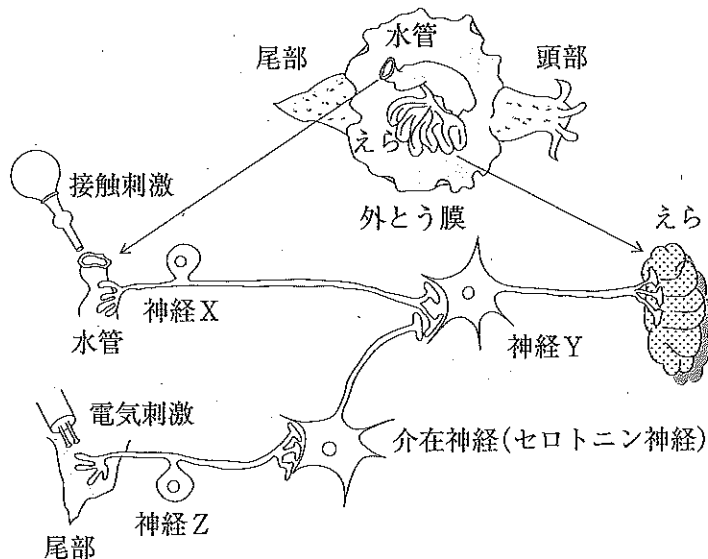 水管
尾部
頭部
えら
接触刺激
外とう膜
えら
神経X
水管
神経Y
電気刺激
介在神経(セロトニン神経)
神経Z
尾部